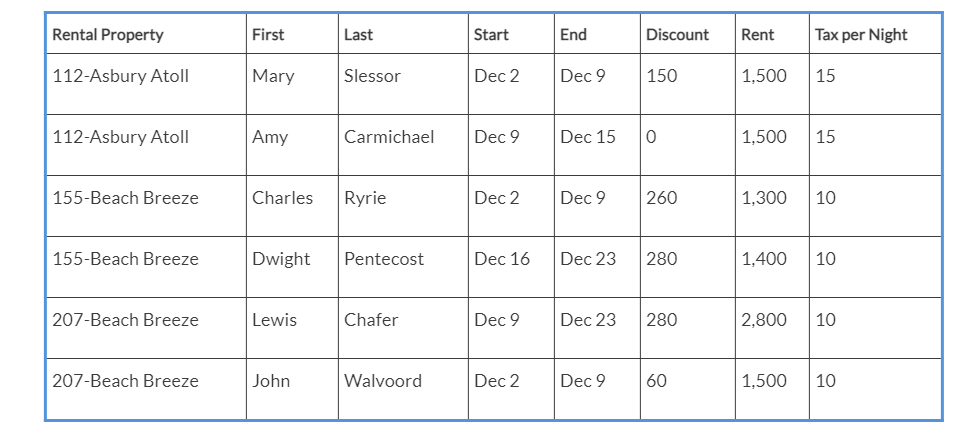 Rental Property First Last Start End Discount Rent Tax per Night
112-Asbury Atoll Mary Slessor Dec 2 Dec 9 150 1,500 15
112-Asbury Atoll Amy Carmichael Dec 9 Dec 15 0 1,500 15
155-Beach Breeze Charles Ryrie Dec 2 Dec 9 260 1,300 10
155-Beach Breeze Dwight Pentecost Dec 16 Dec 23 280 1,400 10
207-Beach Breeze Lewis Chafer Dec 9 Dec 23 280 2,800 10
207-Beach Breeze John Walvoord Dec 2 Dec 9 60 1,500 10